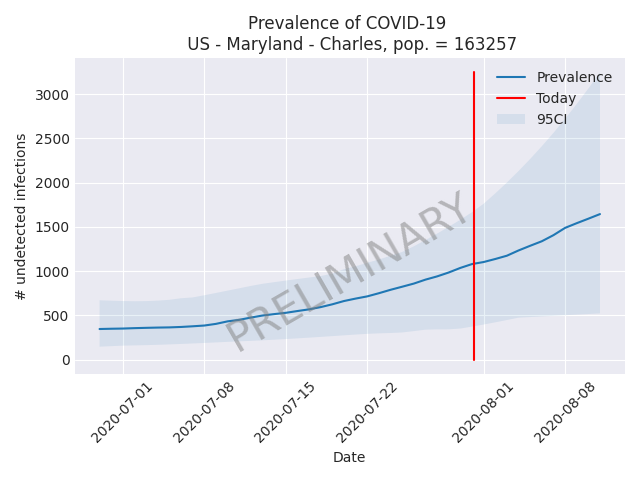 Prevalence of COVID-19
US - Maryland - Charles, pop. = 163257
# undetected infections
3000
2500
2000
1500
1000
500
0
Prevalence
Today
95CI
PRELIMINARY
2020-07-01
2020-07-08
2020-07-15
2020-07-22
2020-08-01
2020-08-08
Date